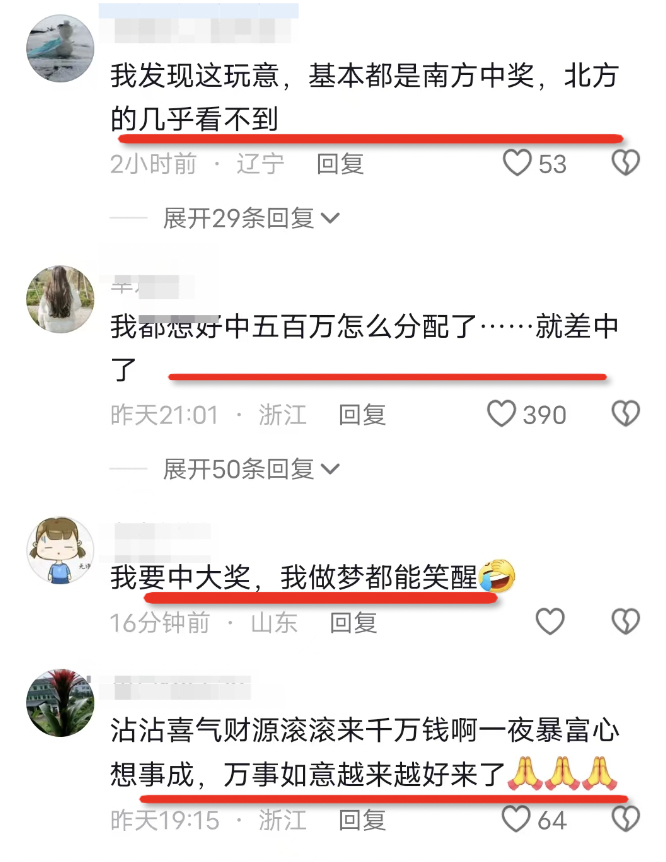 我发现这玩意，基本都是南方中奖，北方
的几乎看不到
2小时前 · 辽宁 回复 53
展开29条回复
我都想好中五百万怎么分配了……就差中
了
昨天21:01 · 浙江 回复 390
展开50条回复
我要中大奖，我做梦都能笑醒🤣
16分钟前 · 山东 回复
沾沾喜气财源滚滚来千万钱啊一夜暴富心
想事成，万事如意越来越好来了🙏🙏🙏
昨天19:15 · 浙江 回复 64